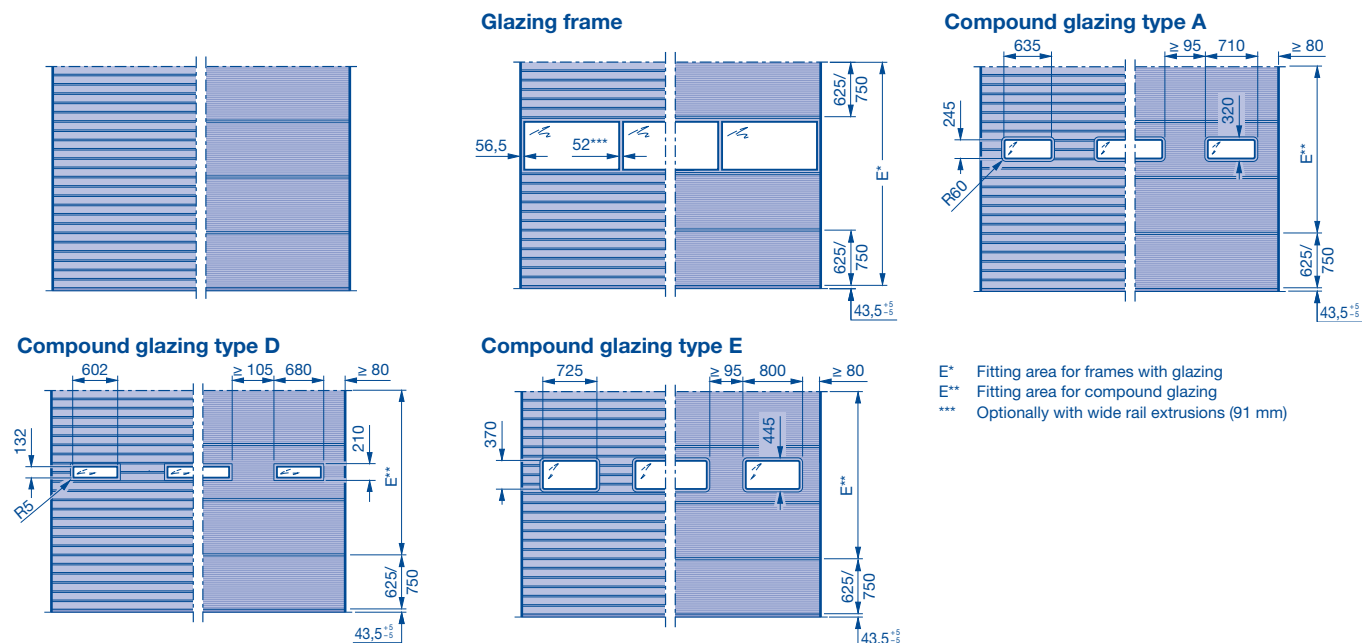 Glazing frame
625/
750
56,5
52***
E*
625/
750
43,5 +5 -5
Compound glazing type A
635
≥ 95
710
≥ 80
245
320
R60
E**
625/
750
43,5 +5 -5
Compound glazing type D
602
≥ 105
680
≥ 80
132
210
R5
E**
625/
750
43,5 +5 -5
Compound glazing type E
725
≥ 95
800
≥ 80
370
445
E**
625/
750
43,5 +5 -5
E* Fitting area for frames with glazing
E** Fitting area for compound glazing
*** Optionally with wide rail extrusions (91 mm)